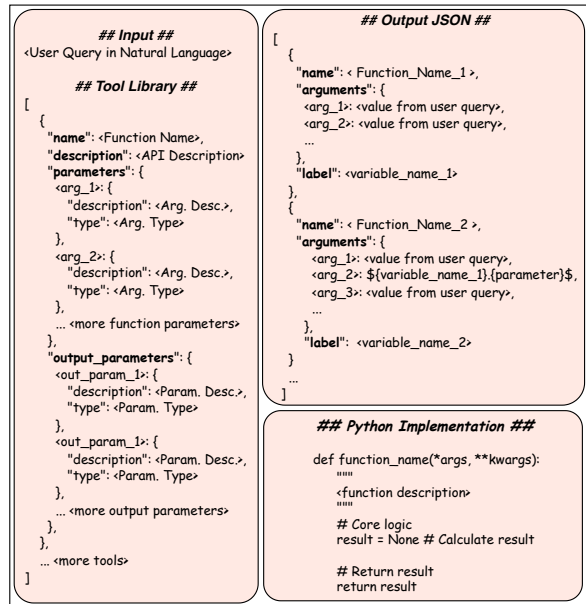 ## Input ##
<User Query in Natural Language>
## Tool Library ##
[
{
"name": <Function Name>,
"description": <API Description>
"parameters": {
<arg_1>: {
"description": <Arg. Desc.>,
"type": <Arg. Type>
},
<arg_2>: {
"description": <Arg. Desc.>,
"type": <Arg. Type>
},
... <more function parameters>
},
"output_parameters": {
<out_param_1>: {
"description": <Param. Desc.>,
"type": <Param. Type>
},
<out_param_1>: {
"description": <Param. Desc.>,
"type": <Param. Type>
},
... <more output parameters>
},
},
... <more tools>
]
## Output JSON ##
[
{
"name": < Function_Name_1 >,
"arguments": {
<arg_1>: <value from user query>,
<arg_2>: <value from user query>,
...
},
"label": <variable_name_1>
},
{
"name": < Function_Name_2 >,
"arguments": {
<arg_1>: <value from user query>,
<arg_2>: ${variable_name_1}.{parameter}$,
<arg_3>: <value from user query>,
...
},
"label": <variable_name_2>
}
...
]
## Python Implementation ##
def function_name(*args, **kwargs):
"""
<function description>
"""
# Core logic
result = None # Calculate result
# Return result
return result